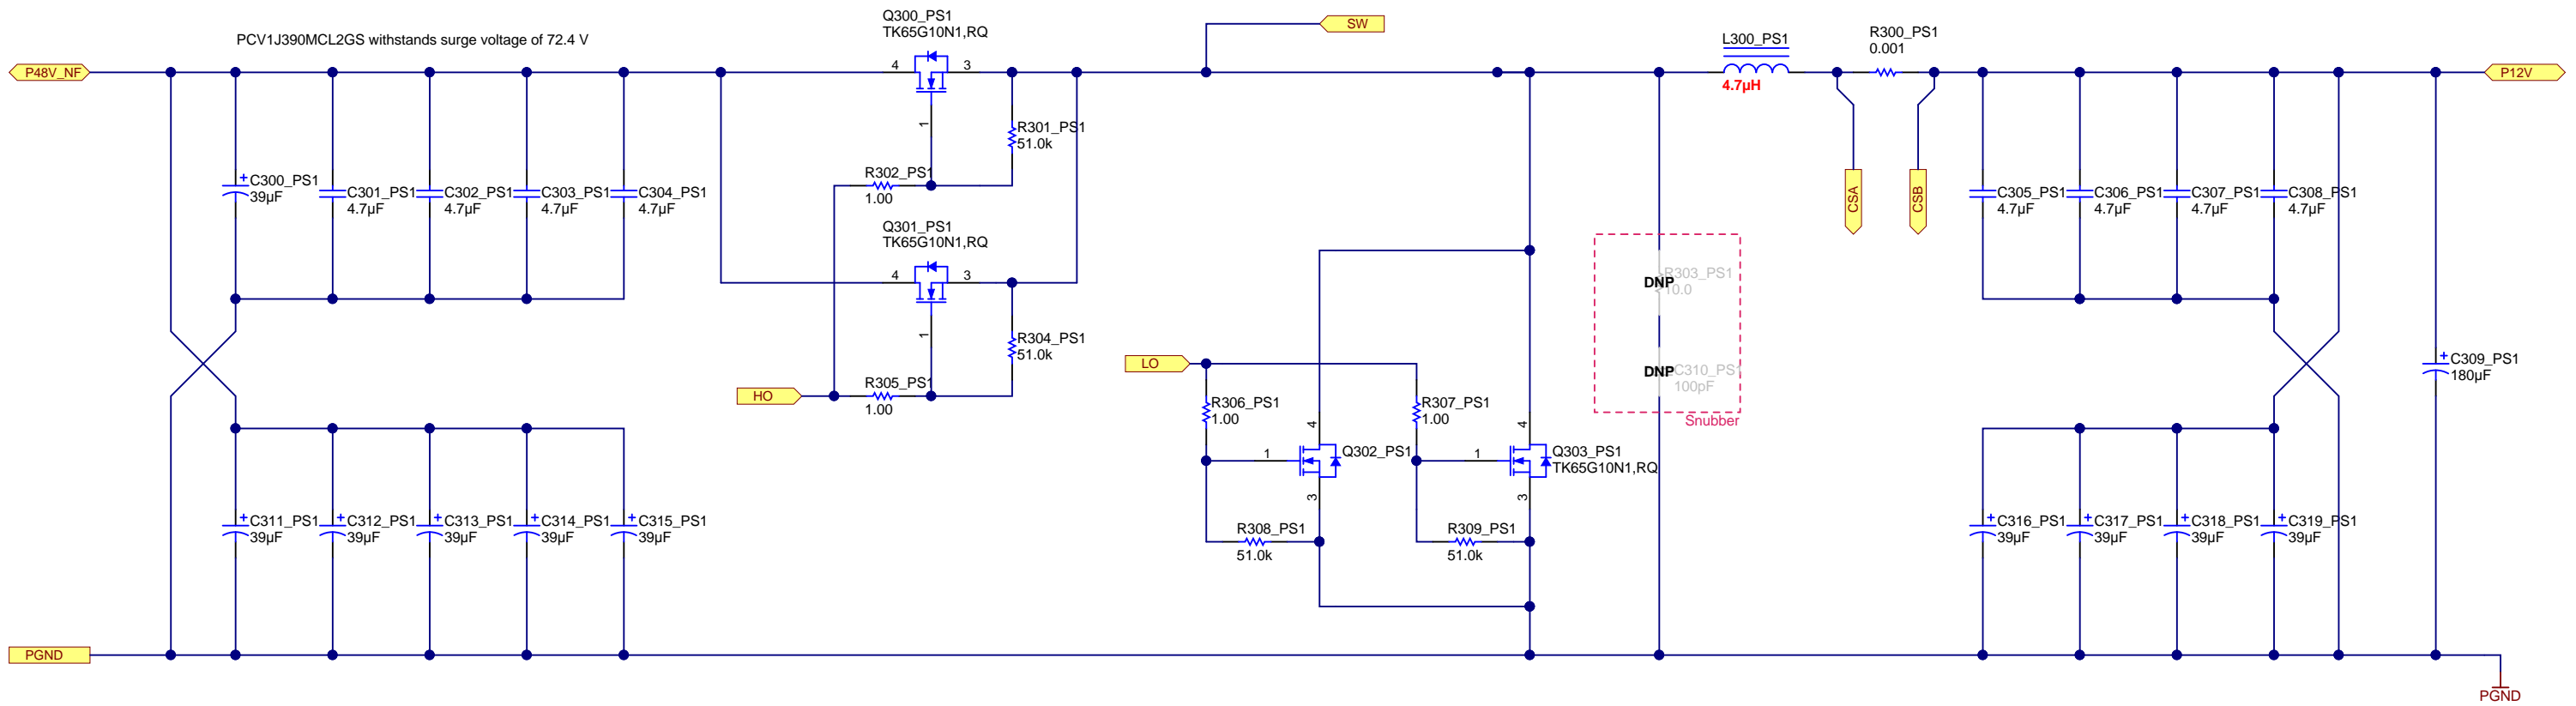 PCV1J390MCL2GS withstands surge voltage of 72.4 V
P48V_NF
Q300_PS1
TK65G10N1,RQ
4
3
1
SW
L300_PS1
4.7µH
R300_PS1
0.001
P12V
R301_PS1
51.0k
R302_PS1
1.00
C300_PS1
39µF
C301_PS1
4.7µF
C302_PS1
4.7µF
C303_PS1
4.7µF
C304_PS1
4.7µF
Q301_PS1
TK65G10N1,RQ
4
3
1
R304_PS1
51.0k
R305_PS1
1.00
HO
CSA
CSB
C305_PS1
4.7µF
C306_PS1
4.7µF
C307_PS1
4.7µF
C308_PS1
4.7µF
R303_PS1
DNP
10.0
C310_PS1
DNP
100pF
Snubber
LO
R306_PS1
1.00
R307_PS1
1.00
4
1
3
Q302_PS1
4
1
3
Q303_PS1
TK65G10N1,RQ
R308_PS1
51.0k
R309_PS1
51.0k
C309_PS1
180µF
C311_PS1
39µF
C312_PS1
39µF
C313_PS1
39µF
C314_PS1
39µF
C315_PS1
39µF
C316_PS1
39µF
C317_PS1
39µF
C318_PS1
39µF
C319_PS1
39µF
PGND
PGND